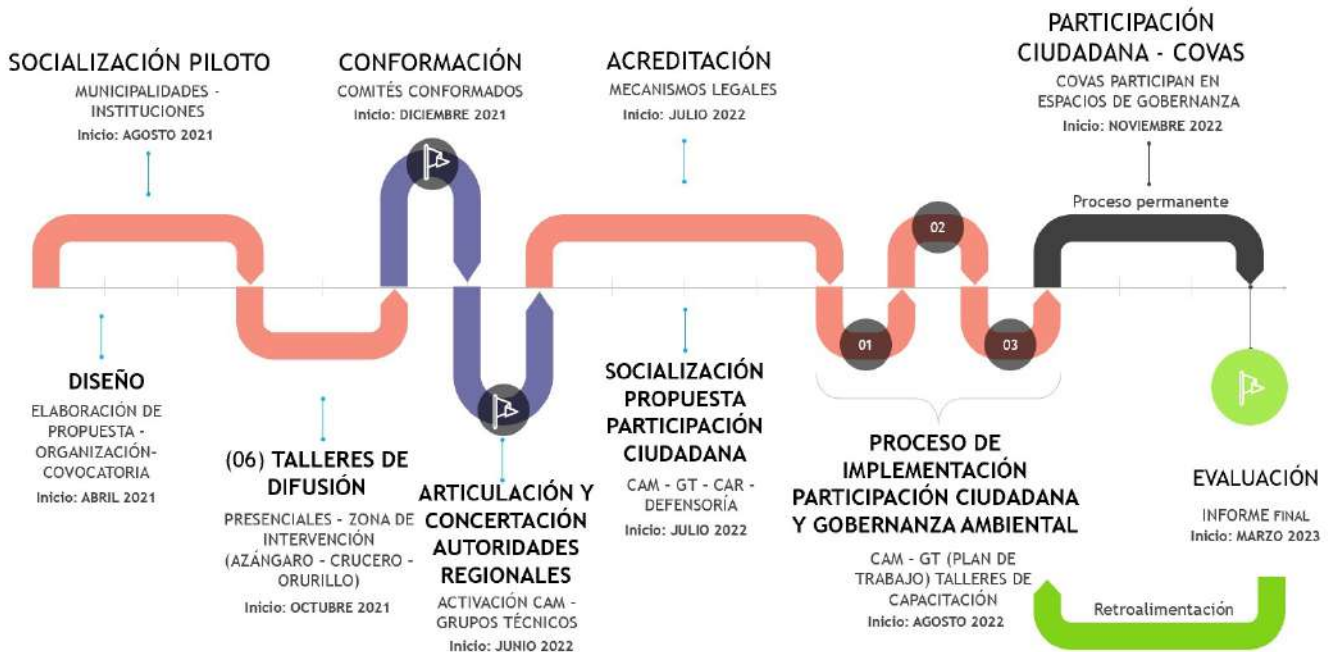 SOCIALIZACIÓN PILOTO
MUNICIPALIDADES -
INSTITUCIONES
Inicio: AGOSTO 2021
CONFORMACIÓN
COMITÉS CONFORMADOS
Inicio: DICIEMBRE 2021
ACREDITACIÓN
MECANISMOS LEGALES
Inicio: JULIO 2022
PARTICIPACIÓN
CIUDADANA - COVAS
COVAS PARTICIPAN EN
ESPACIOS DE GOBERNANZA
Inicio: NOVIEMBRE 2022
Proceso permanente
02
01
03
DISEÑO
ELABORACIÓN DE
PROPUESTA -
ORGANIZACIÓN-
COVOCATORIA
Inicio: ABRIL 2021
(06) TALLERES DE
DIFUSIÓN
PRESENCIALES - ZONA DE
INTERVENCIÓN
(AZÁNGARO - CRUCERO -
ORURILLO)
Inicio: OCTUBRE 2021
ARTICULACIÓN Y
CONCERTACIÓN
AUTORIDADES
REGIONALES
ACTIVACIÓN CAM -
GRUPOS TÉCNICOS
Inicio: JUNIO 2022
SOCIALIZACIÓN
PROPUESTA
PARTICIPACIÓN
CIUDADANA
CAM - GT - CAR -
DEFENSORÍA
Inicio: JULIO 2022
PROCESO DE
IMPLEMENTACIÓN
PARTICIPACIÓN CIUDADANA
Y GOBERNANZA AMBIENTAL
CAM - GT (PLAN DE
TRABAJO) TALLERES DE
CAPACITACIÓN
Inicio: AGOSTO 2022
EVALUACIÓN
INFORME FINAL
Inicio: MARZO 2023
Retroalimentación